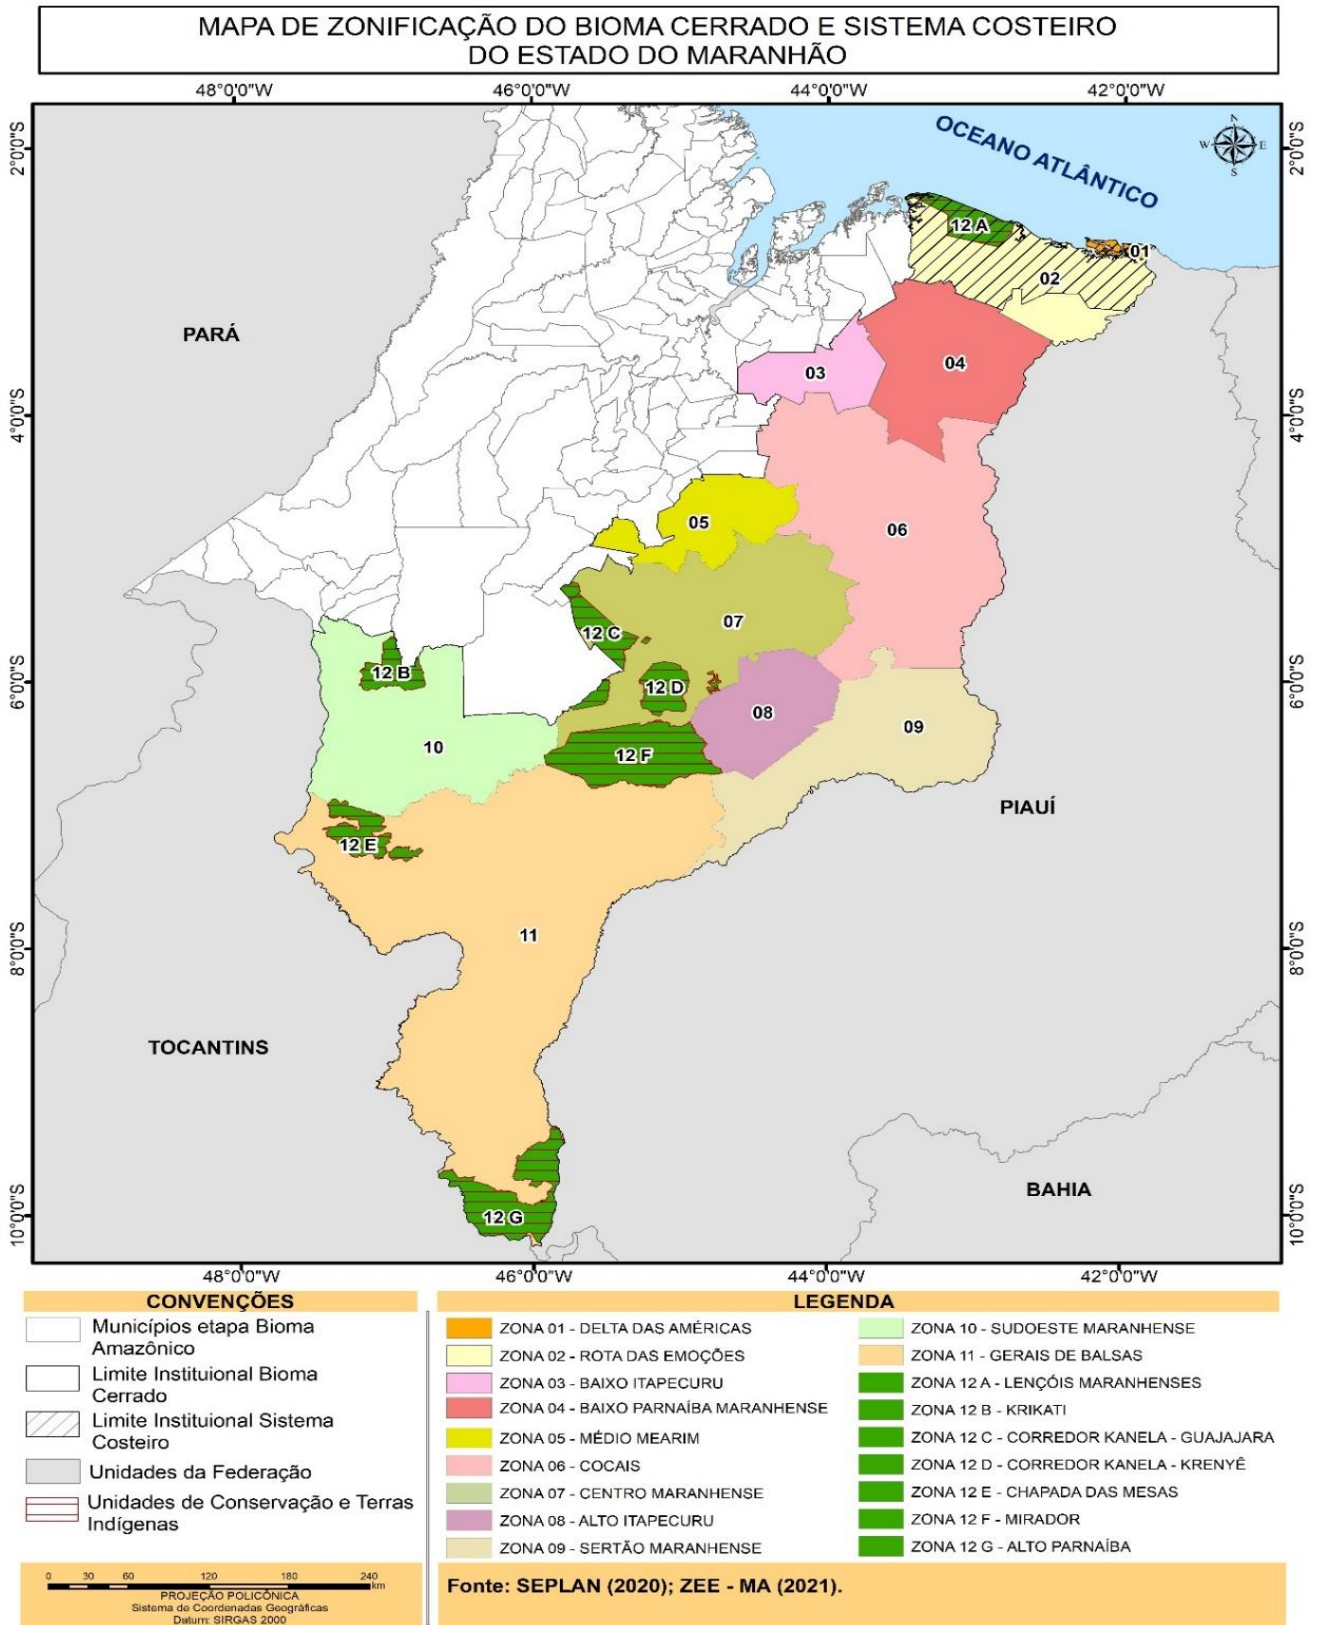 MAPA DE ZONIFICAÇÃO DO BIOMA CERRADO E SISTEMA COSTEIRO
DO ESTADO DO MARANHÃO
48°0'0"W
46°0'0"W
44°0'0"W
42°0'0"W
2°0'0"S
2°0'0"S
OCEANO ATLÂNTICO
N
W
E
S
12 A
01
02
PARÁ
03
04
4°0'0"S
4°0'0"S
05
06
07
12 C
12 B
12 D
6°0'0"S
6°0'0"S
08
09
10
12 F
PIAUÍ
12 E
11
8°0'0"S
8°0'0"S
TOCANTINS
BAHIA
12 G
10°0'0"S
10°0'0"S
48°0'0"W
46°0'0"W
44°0'0"W
42°0'0"W
CONVENÇÕES
Municípios etapa Bioma
Amazônico
Limite Instituional Bioma
Cerrado
Limite Instituional Sistema
Costeiro
Unidades da Federação
Unidades de Conservação e Terras
Indígenas
0 30 60 120 180 240
km
PROJEÇÃO POLICÔNICA
Sistema de Coordenadas Geográficas
Datum: SIRGAS 2000
LEGENDA
ZONA 01 - DELTA DAS AMÉRICAS
ZONA 02 - ROTA DAS EMOÇÕES
ZONA 03 - BAIXO ITAPECURU
ZONA 04 - BAIXO PARNAÍBA MARANHENSE
ZONA 05 - MÉDIO MEARIM
ZONA 06 - COCAIS
ZONA 07 - CENTRO MARANHENSE
ZONA 08 - ALTO ITAPECURU
ZONA 09 - SERTÃO MARANHENSE
ZONA 10 - SUDOESTE MARANHENSE
ZONA 11 - GERAIS DE BALSAS
ZONA 12 A - LENÇÓIS MARANHENSES
ZONA 12 B - KRIKATI
ZONA 12 C - CORREDOR KANELA - GUAJAJARA
ZONA 12 D - CORREDOR KANELA - KRENYÊ
ZONA 12 E - CHAPADA DAS MESAS
ZONA 12 F - MIRADOR
ZONA 12 G - ALTO PARNAÍBA
Fonte: SEPLAN (2020); ZEE - MA (2021).